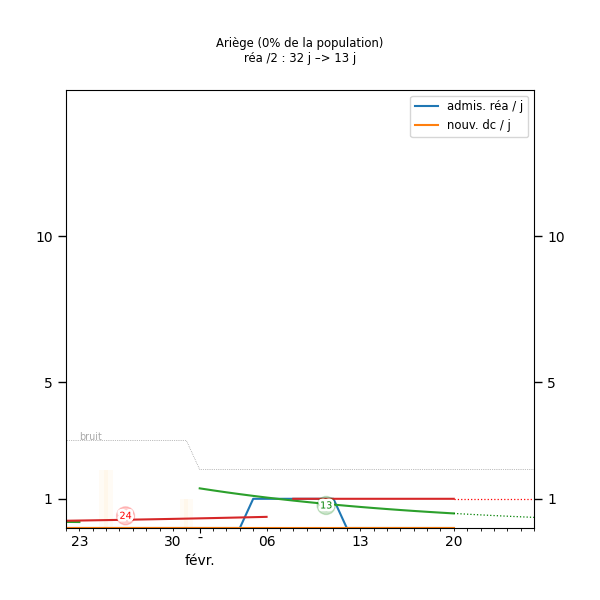 Ariège (0% de la population)
réa /2 : 32 j –> 13 j
admis. réa / j
nouv. dc / j
10
10
5
5
bruit
1
1
24
13
23
30
-
06
13
20
févr.